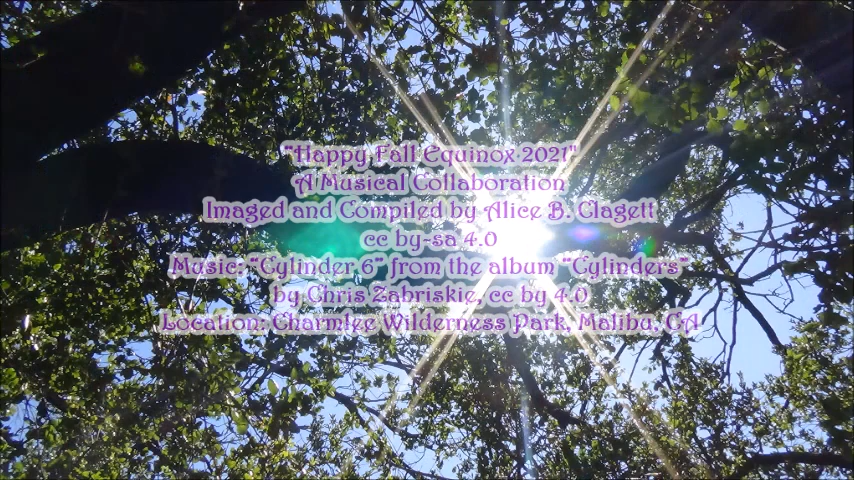 "Happy Fall Equinox 2021"
A Musical Collaboration
Imaged and Compiled by Alice B. Clagett
cc by-sa 4.0
Music: "Cylinder 6" from the album "Cylinders"
by Chris Zabriskie, cc by 4.0
Location: Charmlee Wilderness Park, Malibu, CA